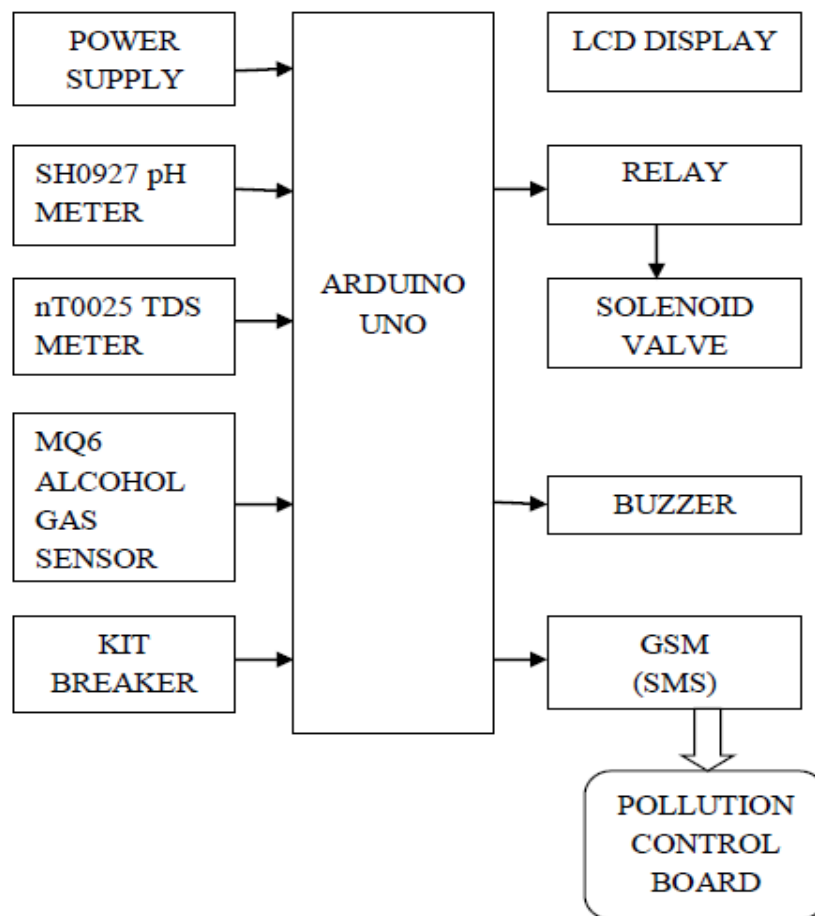 POWER
SUPPLY
SH0927 pH
METER
nT0025 TDS
METER
MQ6
ALCOHOL
GAS
SENSOR
KIT
BREAKER
ARDUINO
UNO
LCD DISPLAY
RELAY
SOLENOID
VALVE
BUZZER
GSM
(SMS)
POLLUTION
CONTROL
BOARD